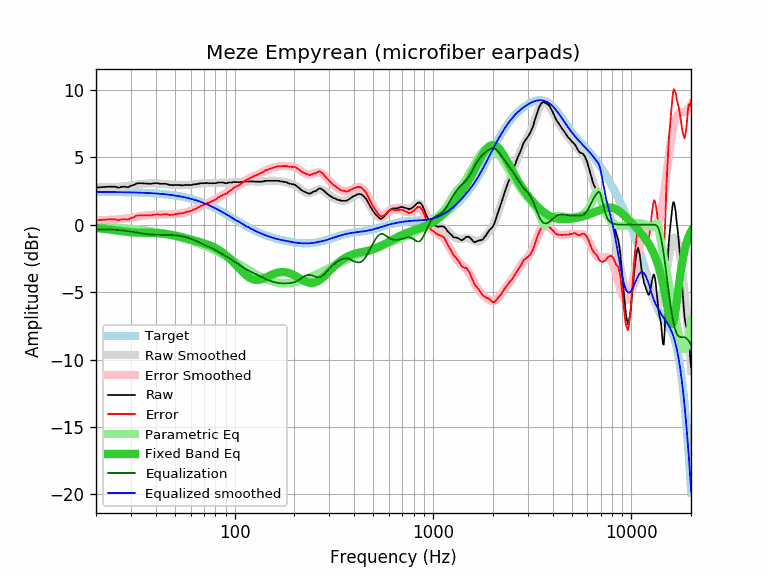 Meze Empyrean (microfiber earpads)
10
5
0
−5
−10
−15
−20
Amplitude (dBr)
Target
Raw Smoothed
Error Smoothed
Raw
Error
Parametric Eq
Fixed Band Eq
Equalization
Equalized smoothed
100 1000 10000
Frequency (Hz)